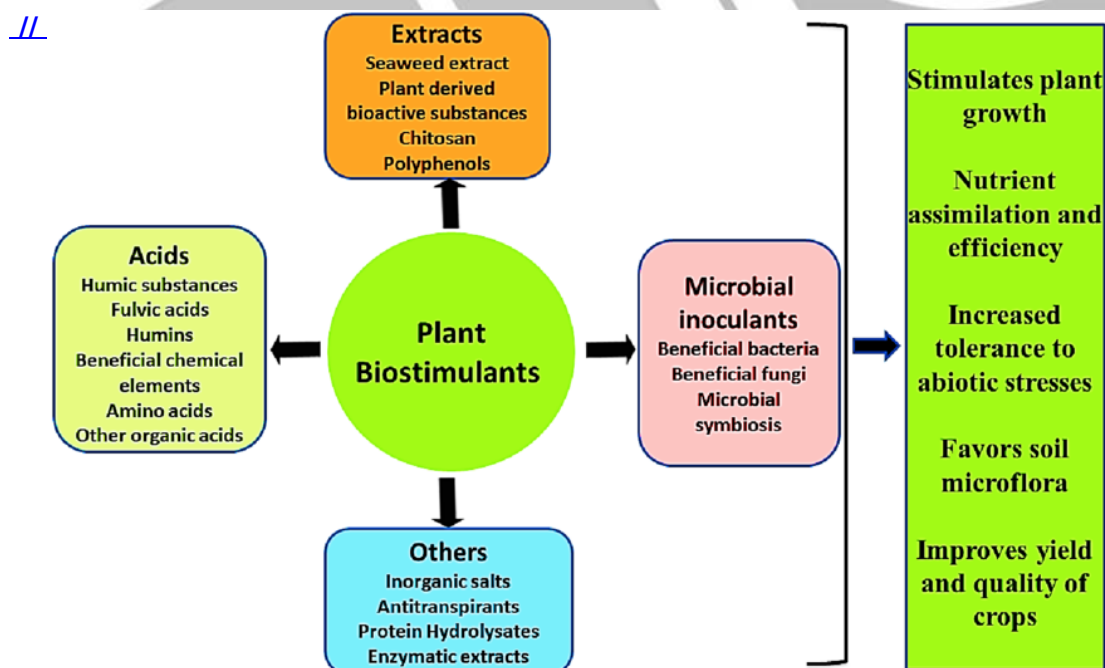 //
Extracts
Seaweed extract
Plant derived
bioactive substances
Chitosan
Polyphenols
Acids
Humic substances
Fulvic acids
Humins
Beneficial chemical
elements
Amino acids
Other organic acids
Plant
Biostimulants
Microbial
inoculants
Beneficial bacteria
Beneficial fungi
Microbial
symbiosis
Others
Inorganic salts
Antitranspirants
Protein Hydrolysates
Enzymatic extracts
Stimulates plant
growth
Nutrient
assimilation and
efficiency
Increased
tolerance to
abiotic stresses
Favors soil
microflora
Improves yield
and quality of
crops